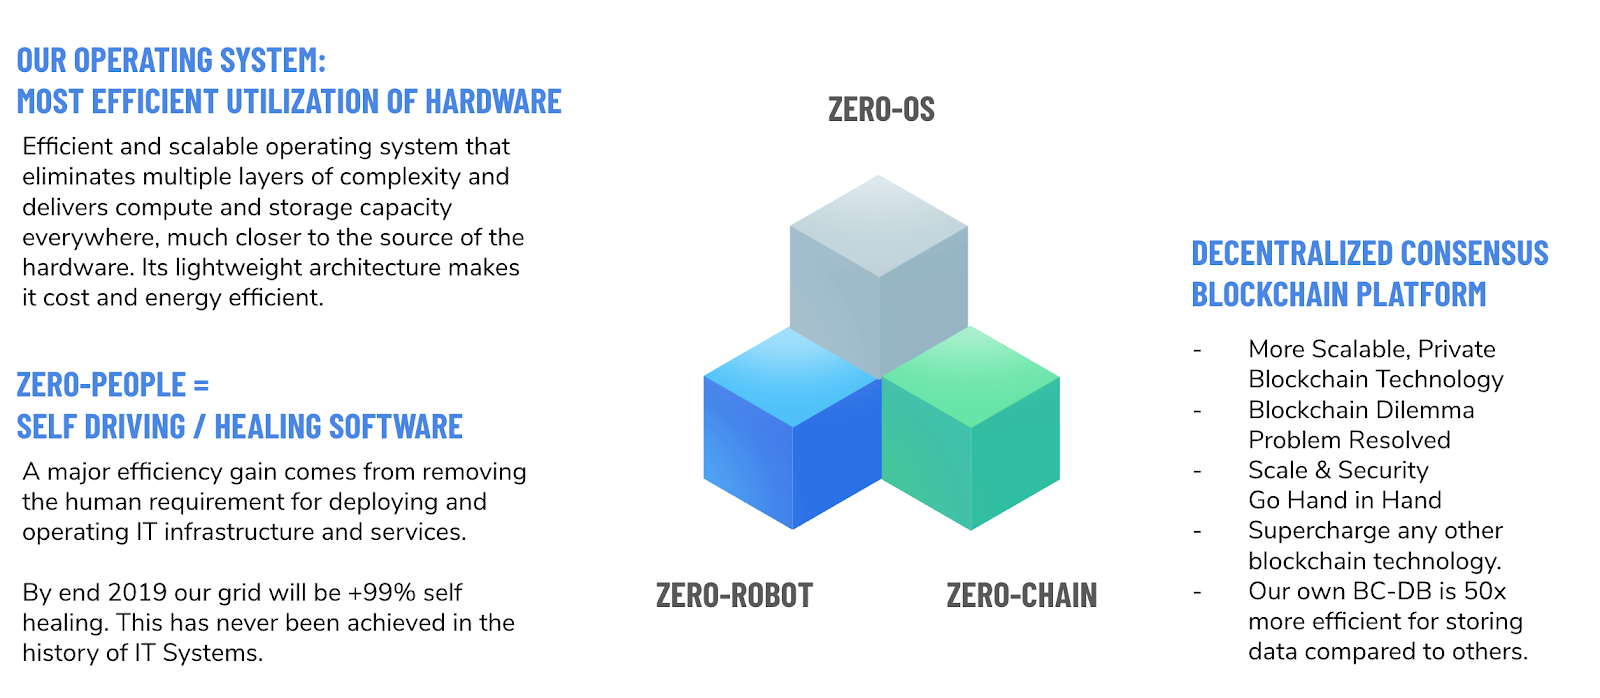 OUR OPERATING SYSTEM:
MOST EFFICIENT UTILIZATION OF HARDWARE
Efficient and scalable operating system that
eliminates multiple layers of complexity and
delivers compute and storage capacity
everywhere, much closer to the source of the
hardware. Its lightweight architecture makes
it cost and energy efficient.
ZERO-PEOPLE =
SELF DRIVING / HEALING SOFTWARE
A major efficiency gain comes from removing
the human requirement for deploying and
operating IT infrastructure and services.
By end 2019 our grid will be +99% self
healing. This has never been achieved in the
history of IT Systems.
ZERO-OS
ZERO-ROBOT
ZERO-CHAIN
DECENTRALIZED CONSENSUS
BLOCKCHAIN PLATFORM
- More Scalable, Private
Blockchain Technology
- Blockchain Dilemma
Problem Resolved
- Scale & Security
Go Hand in Hand
- Supercharge any other
blockchain technology.
- Our own BC-DB is 50x
more efficient for storing
data compared to others.